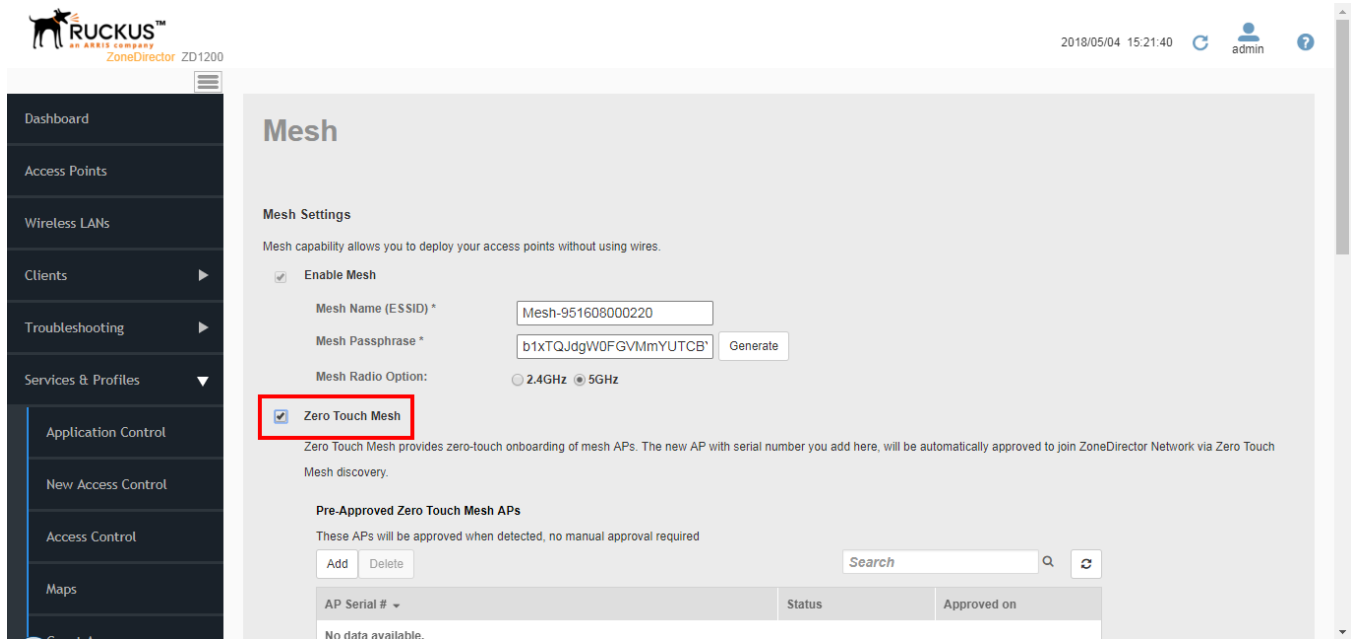 RUCKUS™
an ARRIS company
ZoneDirector ZD1200
2018/05/04 15:21:40
admin
?
Dashboard
Access Points
Wireless LANs
Clients
Troubleshooting
Services & Profiles
Application Control
New Access Control
Access Control
Maps
Mesh
Mesh Settings
Mesh capability allows you to deploy your access points without using wires.
Enable Mesh
Mesh Name (ESSID) * Mesh-951608000220
Mesh Passphrase * b1xTQJdgW0FGVMmYUTCB Generate
Mesh Radio Option: 2.4GHz 5GHz
Zero Touch Mesh
Zero Touch Mesh provides zero-touch onboarding of mesh APs. The new AP with serial number you add here, will be automatically approved to join ZoneDirector Network via Zero Touch
Mesh discovery.
Pre-Approved Zero Touch Mesh APs
These APs will be approved when detected, no manual approval required
Add Delete Search
AP Serial # Status Approved on
No data available.